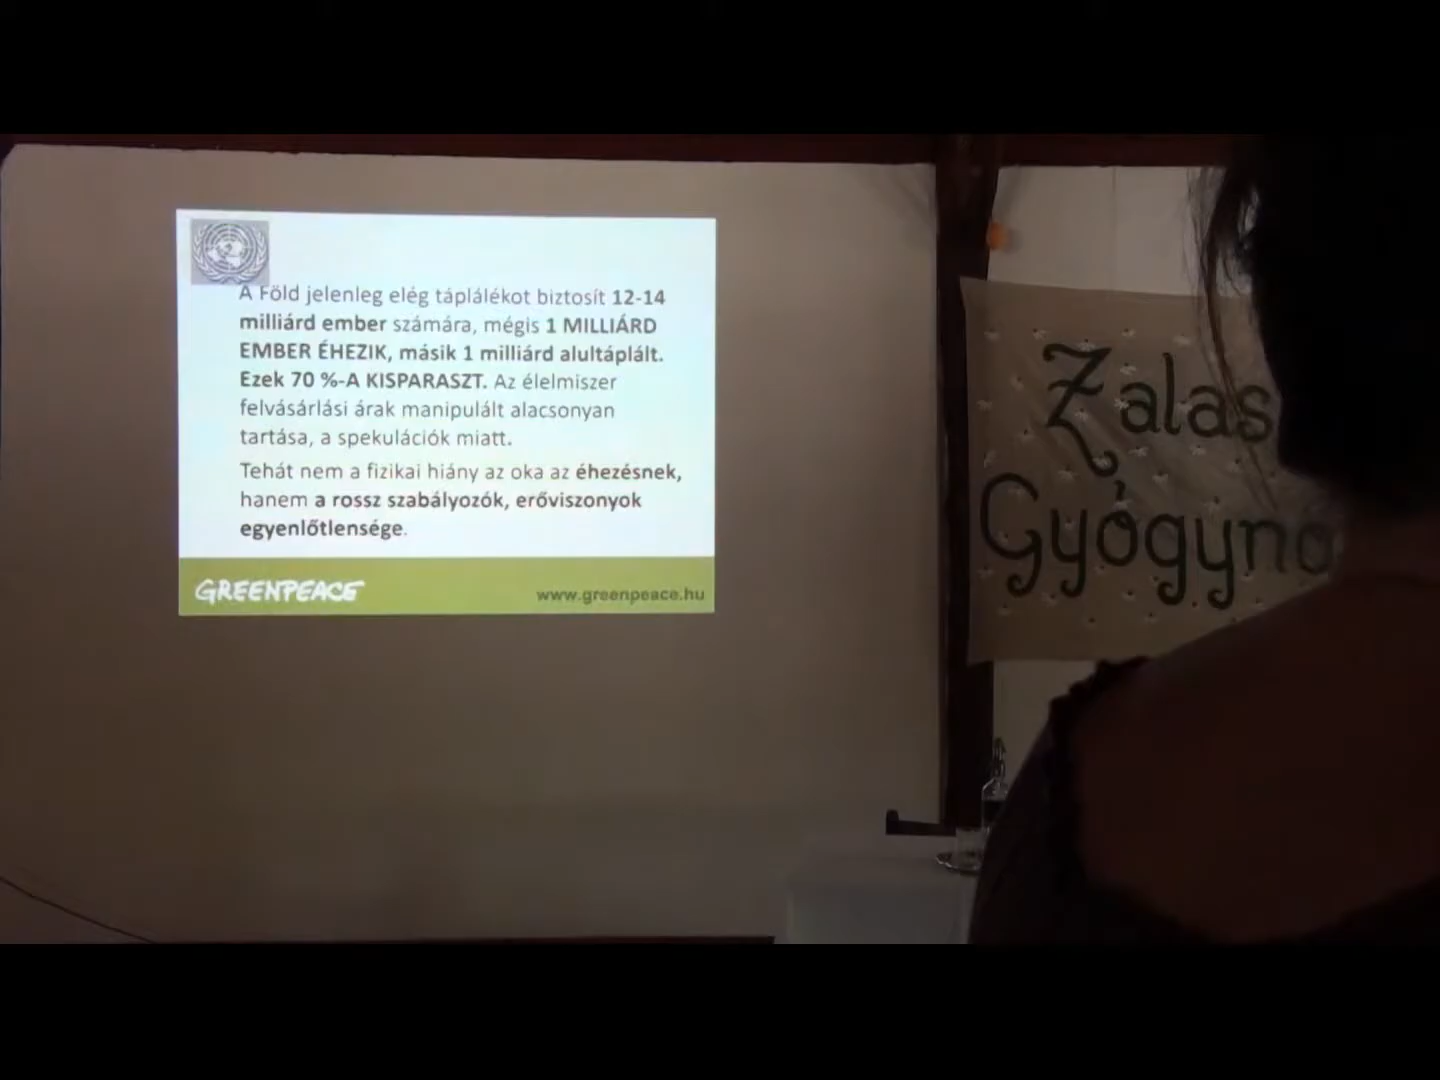 A Föld jelenleg elég táplálékot biztosít 12-14
milliárd ember számára, mégis 1 MILLIÁRD
EMBER ÉHEZIK, másik 1 milliárd alultáplált.
Ezek 70 %-A KISPARASZT. Az élelmiszer
felvásárlási árak manipulált alacsonyan
tartása, a spekulációk miatt.
Tehát nem a fizikai hiány az oka az éhezésnek,
hanem a rossz szabályozók, erőviszonyok
egyenlőtlensége.
GREENPEACE
www.greenpeace.hu
Zalas
Gyógynö